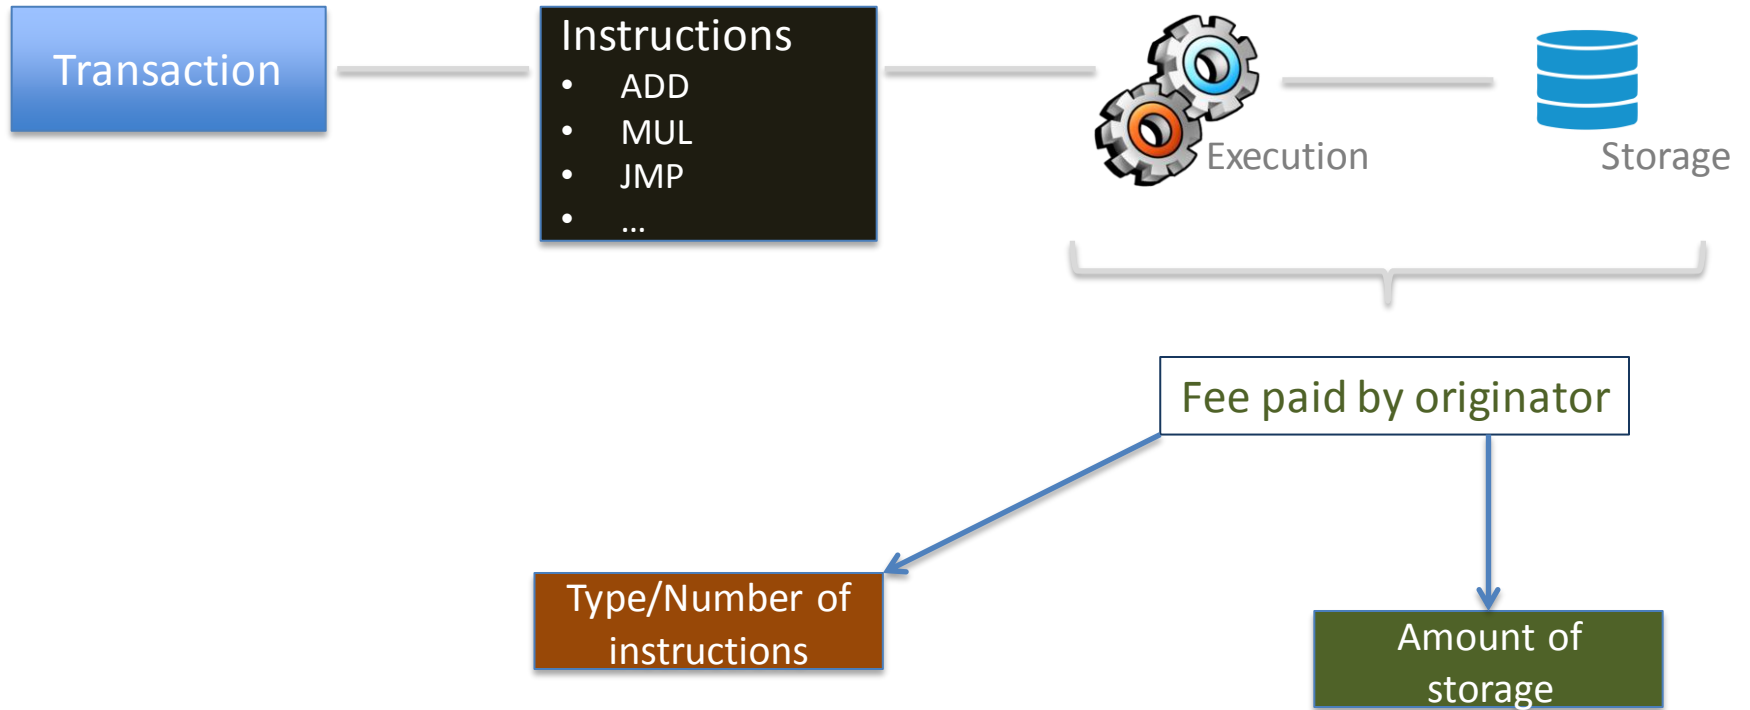 Transaction
Instructions
• ADD
• MUL
• JMP
• ...
Execution
Storage
Fee paid by originator
Type/Number of
instructions
Amount of
storage